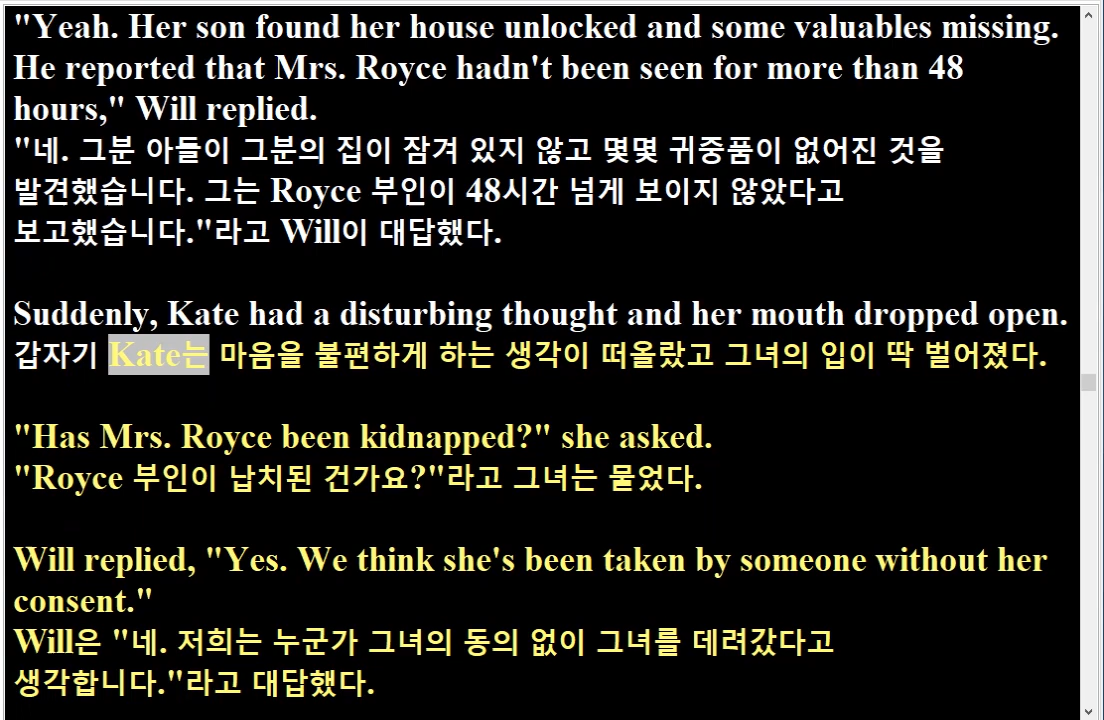 "Yeah. Her son found her house unlocked and some valuables missing.
He reported that Mrs. Royce hadn't been seen for more than 48
hours," Will replied.
"네. 그분 아들이 그분의 집이 잠겨 있지 않고 몇몇 귀중품이 없어진 것을
발견했습니다. 그는 Royce 부인이 48시간 넘게 보이지 않았다고
보고했습니다."라고 Will이 대답했다.
Suddenly, Kate had a disturbing thought and her mouth dropped open.
갑자기 Kate는 마음을 불편하게 하는 생각이 떠올랐고 그녀의 입이 딱 벌어졌다.
"Has Mrs. Royce been kidnapped?" she asked.
"Royce 부인이 납치된 건가요?"라고 그녀는 물었다.
Will replied, "Yes. We think she's been taken by someone without her
consent."
Will은 "네. 저희는 누군가 그녀의 동의 없이 그녀를 데려갔다고
생각합니다."라고 대답했다.